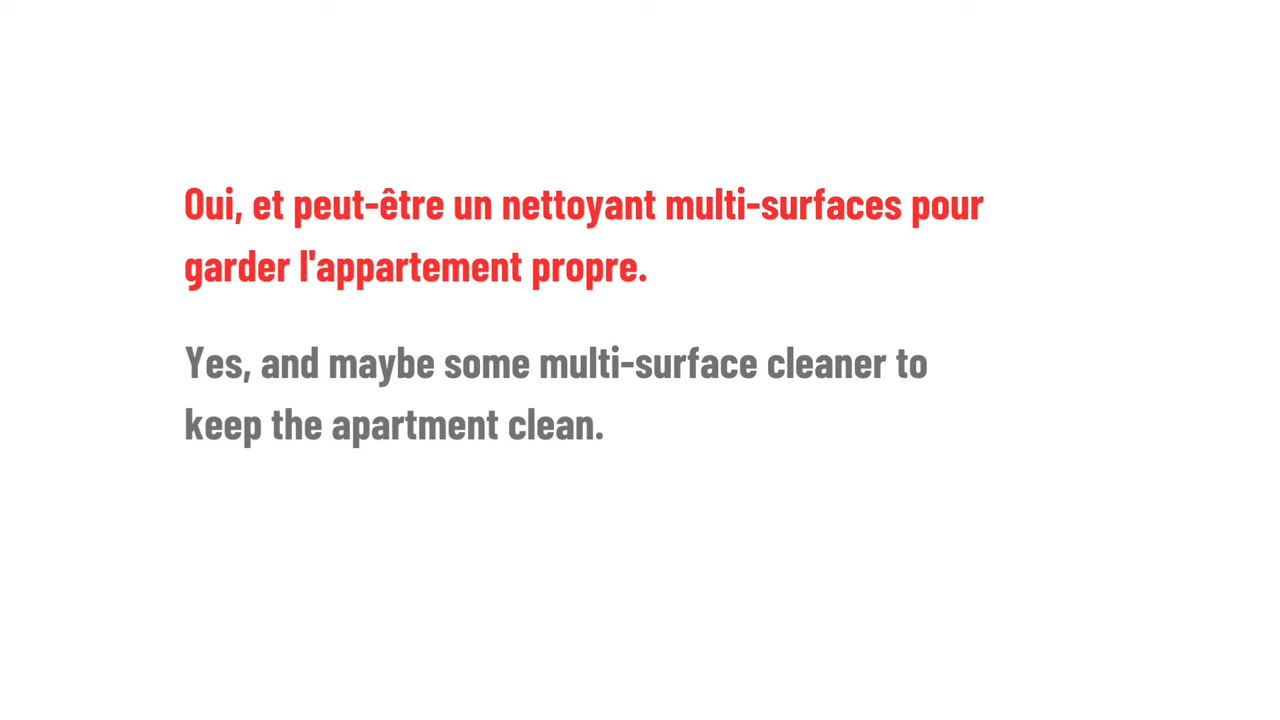 Oui, et peut-être un nettoyant multi-surfaces pour
garder l'appartement propre.
Yes, and maybe some multi-surface cleaner to
keep the apartment clean.